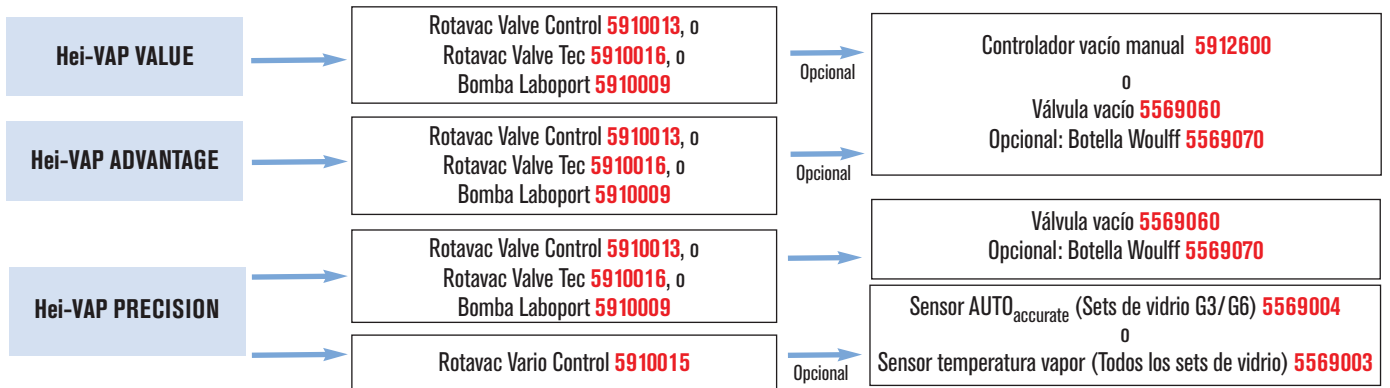 Hei-VAP VALUE
Rotavac Valve Control 5910013, o
Rotavac Valve Tec 5910016, o
Bomba Laboport 5910009
Opcional
Controlador vacío manual 5912600
o
Válvula vacío 5569060
Opcional: Botella Woulff 5569070
Hei-VAP ADVANTAGE
Rotavac Valve Control 5910013, o
Rotavac Valve Tec 5910016, o
Bomba Laboport 5910009
Opcional
Hei-VAP PRECISION
Rotavac Valve Control 5910013, o
Rotavac Valve Tec 5910016, o
Bomba Laboport 5910009
Válvula vacío 5569060
Opcional: Botella Woulff 5569070
Rotavac Vario Control 5910015
Opcional
Sensor AUTOaccurate (Sets de vidrio G3/G6) 5569004
o
Sensor temperatura vapor (Todos los sets de vidrio) 5569003